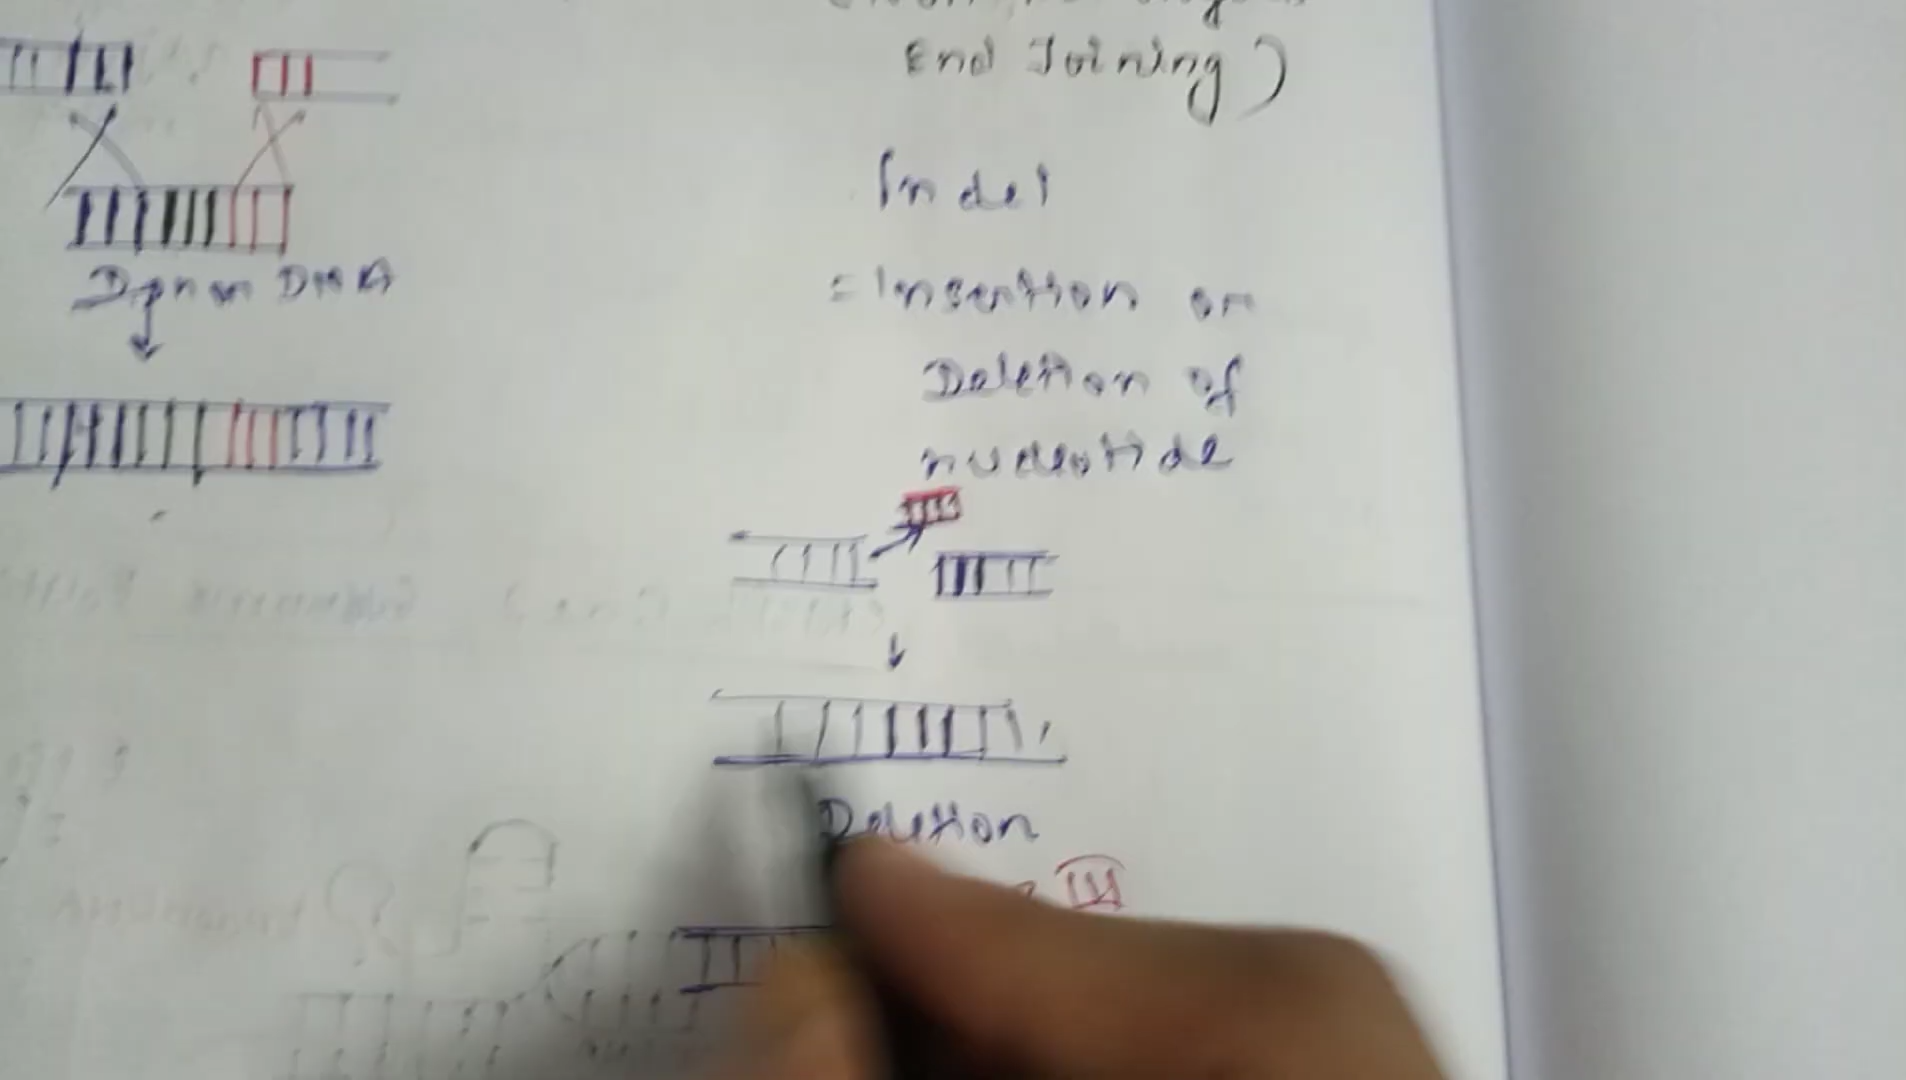 End Joining)
Indel
= Insertion or
Deletion of
nucleotide
Donor DNA
Deletion